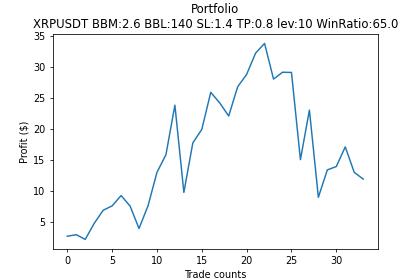 Portfolio
XRPUSDT BBM:2.6 BBL:140 SL:1.4 TP:0.8 lev:10 WinRatio:65.0
35
30
25
20
15
10
5
Profit ($)
0 5 10 15 20 25 30
Trade counts